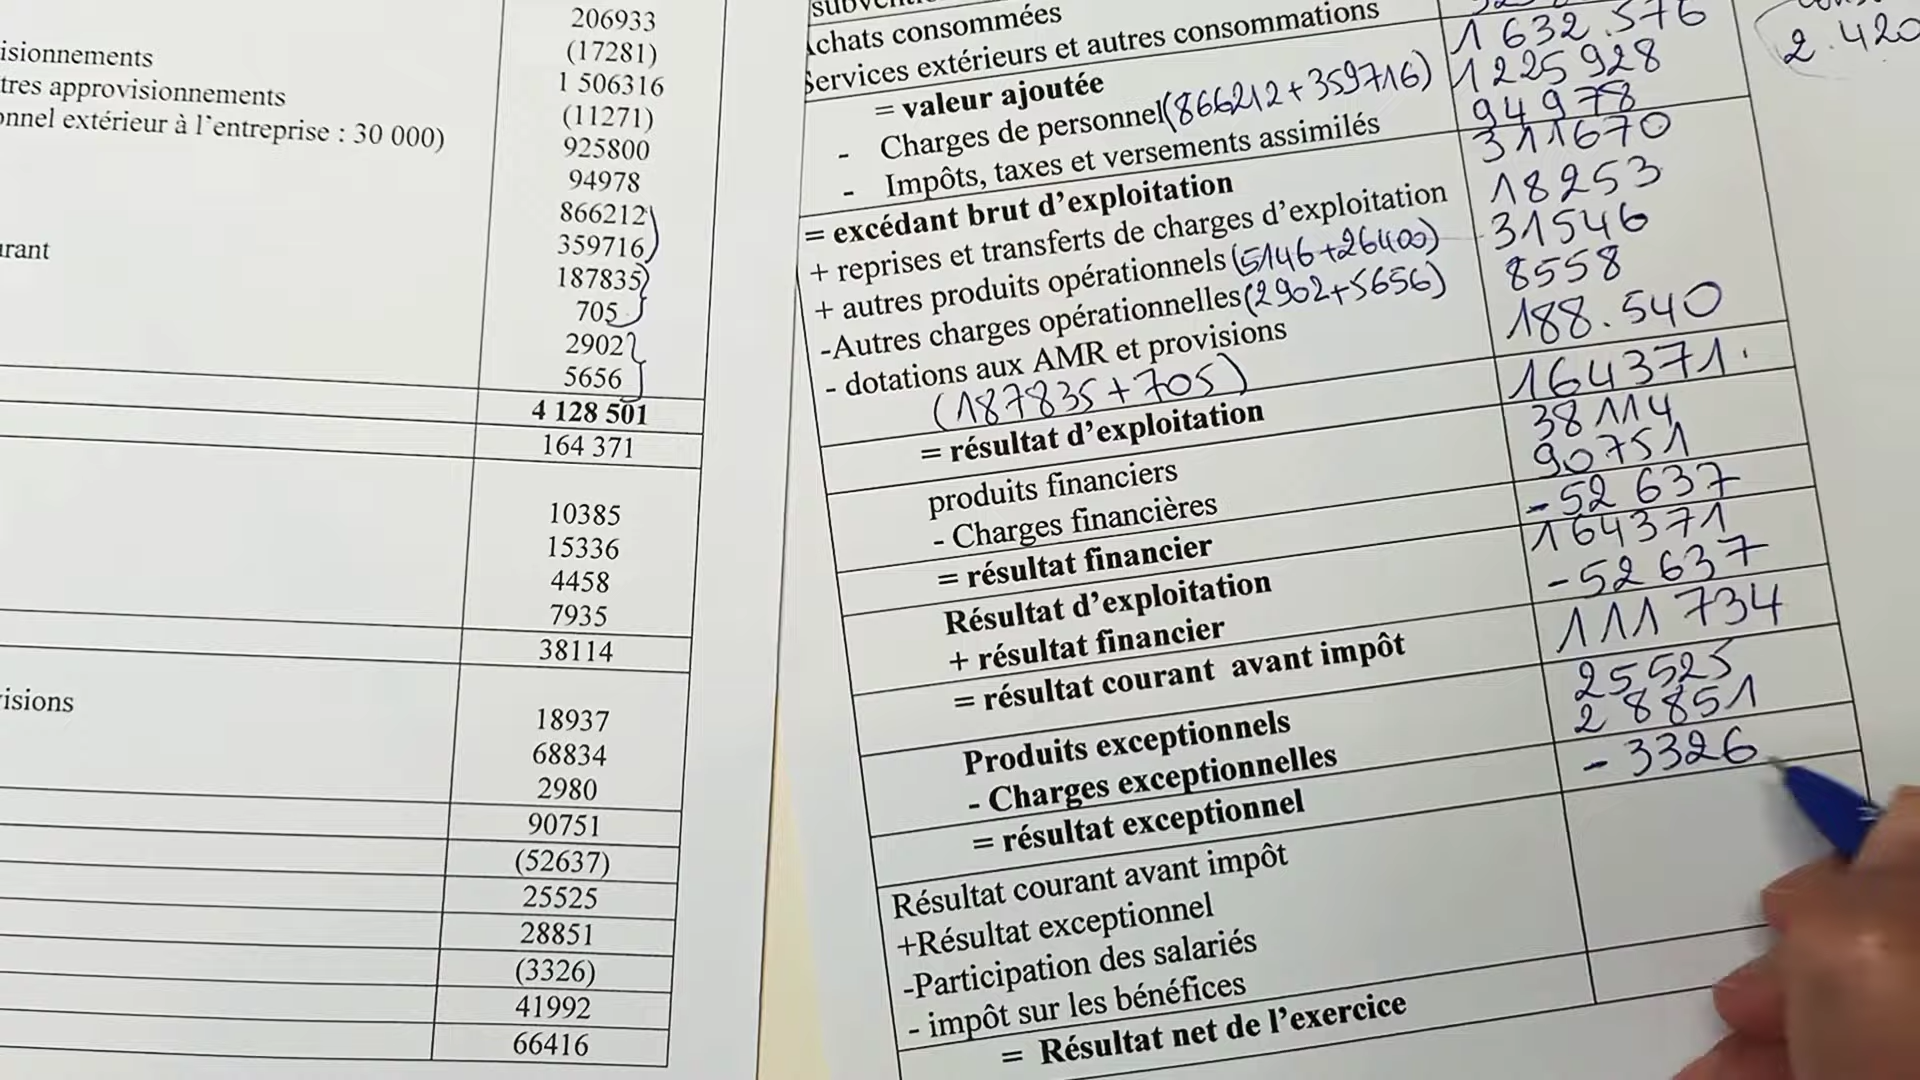 206933
isionnements (17281)
tres approvisionnements 1 506316
(11271)
onnel extérieur à l'entreprise : 30 000) 925800
94978
866212
rant 359716
187835
705
2902
5656
4 128 501
164 371
10385
15336
4458
7935
38114
isions 18937
68834
2980
90751
(52637)
25525
28851
(3326)
41992
66416
Achats consommées
Services extérieurs et autres consommations
= valeur ajoutée 1 632.576
- Charges de personnel(866212+359716) 1225928
- Impôts, taxes et versements assimilés 94978
= excédant brut d'exploitation 311670
+ reprises et transferts de charges d'exploitation 18253
+ autres produits opérationnels (5146+26400) 31546
-Autres charges opérationnelles(2902+5656) 8558
- dotations aux AMR et provisions 188.540
(187835+705)
= résultat d'exploitation 164371.
produits financiers 38114
- Charges financières 90751
= résultat financier -52 637
Résultat d'exploitation 164371
+ résultat financier -52637
= résultat courant avant impôt 111 734
Produits exceptionnels 25525
- Charges exceptionnelles 28851
= résultat exceptionnel -3326
Résultat courant avant impôt
+Résultat exceptionnel
-Participation des salariés
- impôt sur les bénéfices
= Résultat net de l'exercice
2.420